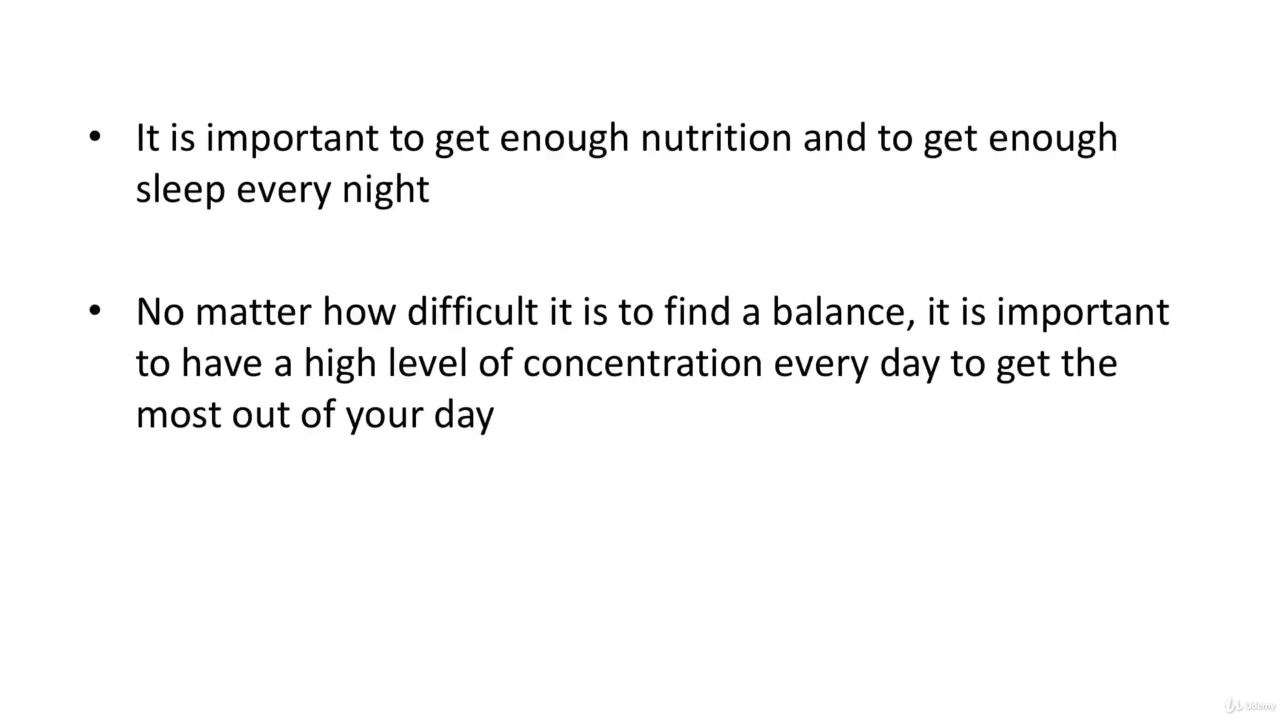 • It is important to get enough nutrition and to get enough
sleep every night
• No matter how difficult it is to find a balance, it is important
to have a high level of concentration every day to get the
most out of your day
Udemy